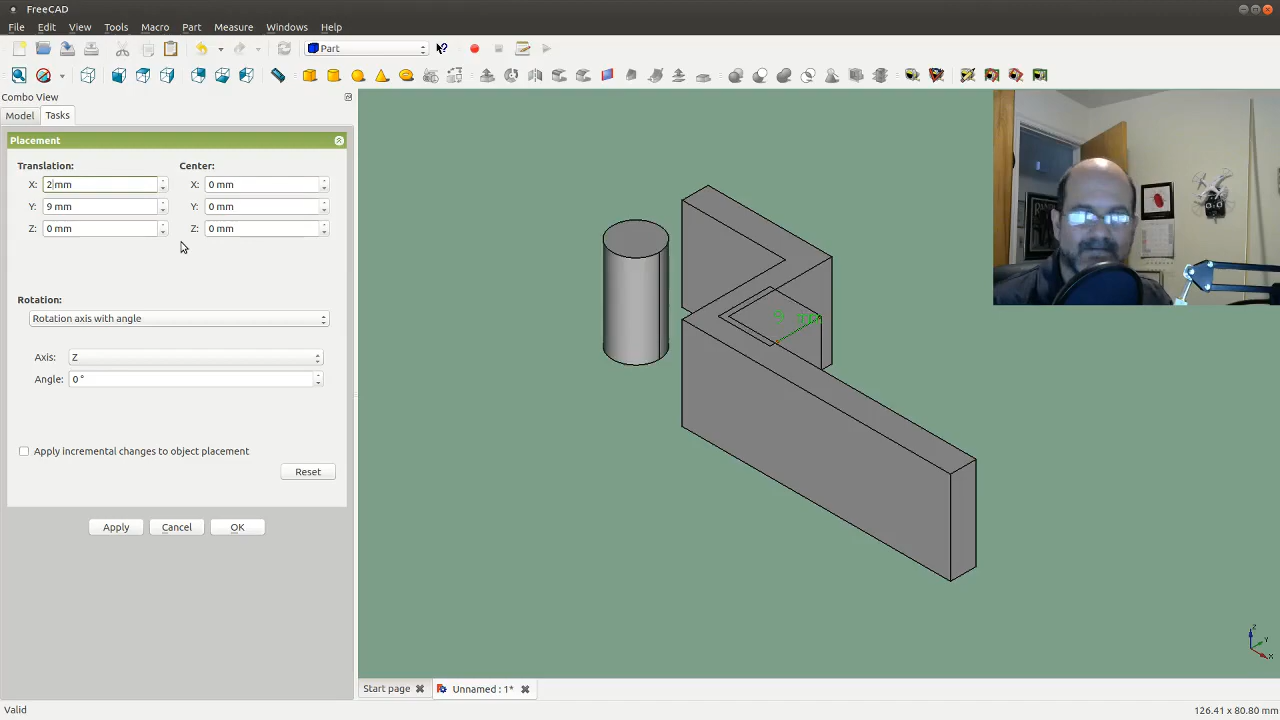 FreeCAD
File Edit View Tools Macro Part Measure Windows Help
Part
Combo View
Model Tasks
Placement
Translation: Center:
X: 2 mm X: 0 mm
Y: 9 mm Y: 0 mm
Z: 0 mm Z: 0 mm
Rotation:
Rotation axis with angle
Axis: Z
Angle: 0 °
Apply incremental changes to object placement
Reset
Apply Cancel OK
Z
Y
X
Start page Unnamed : 1*
Valid 126.41 x 80.80 mm